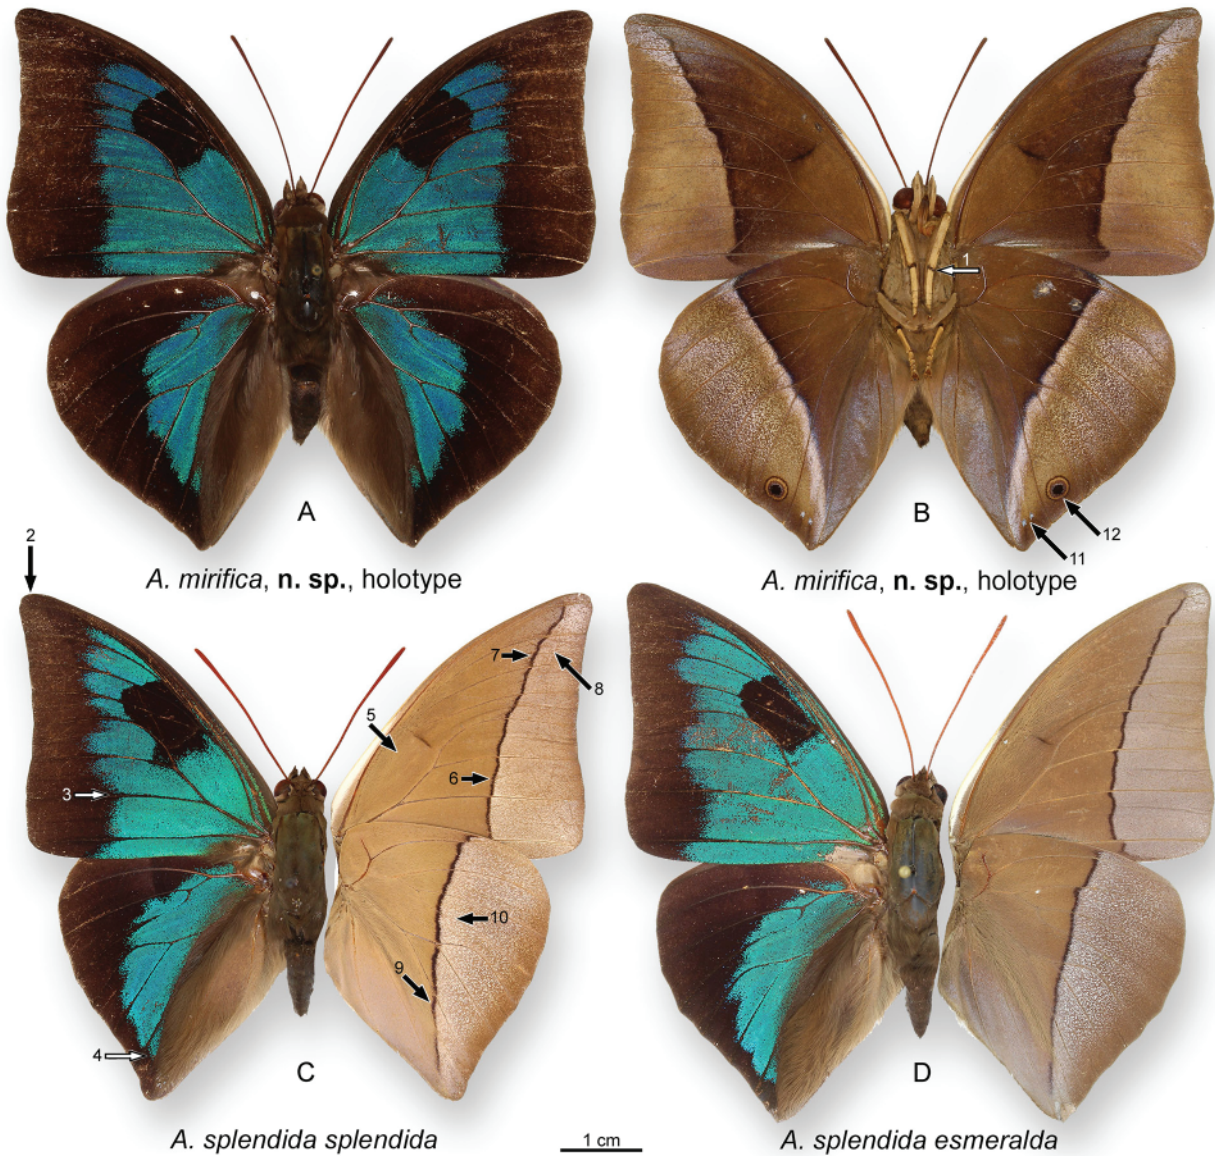 1
A
B
12
11
2
A. mirifica, n. sp., holotype
A. mirifica, n. sp., holotype
7
8
5
6
3
10
9
4
C
D
A. splendida splendida
1 cm
A. splendida esmeralda